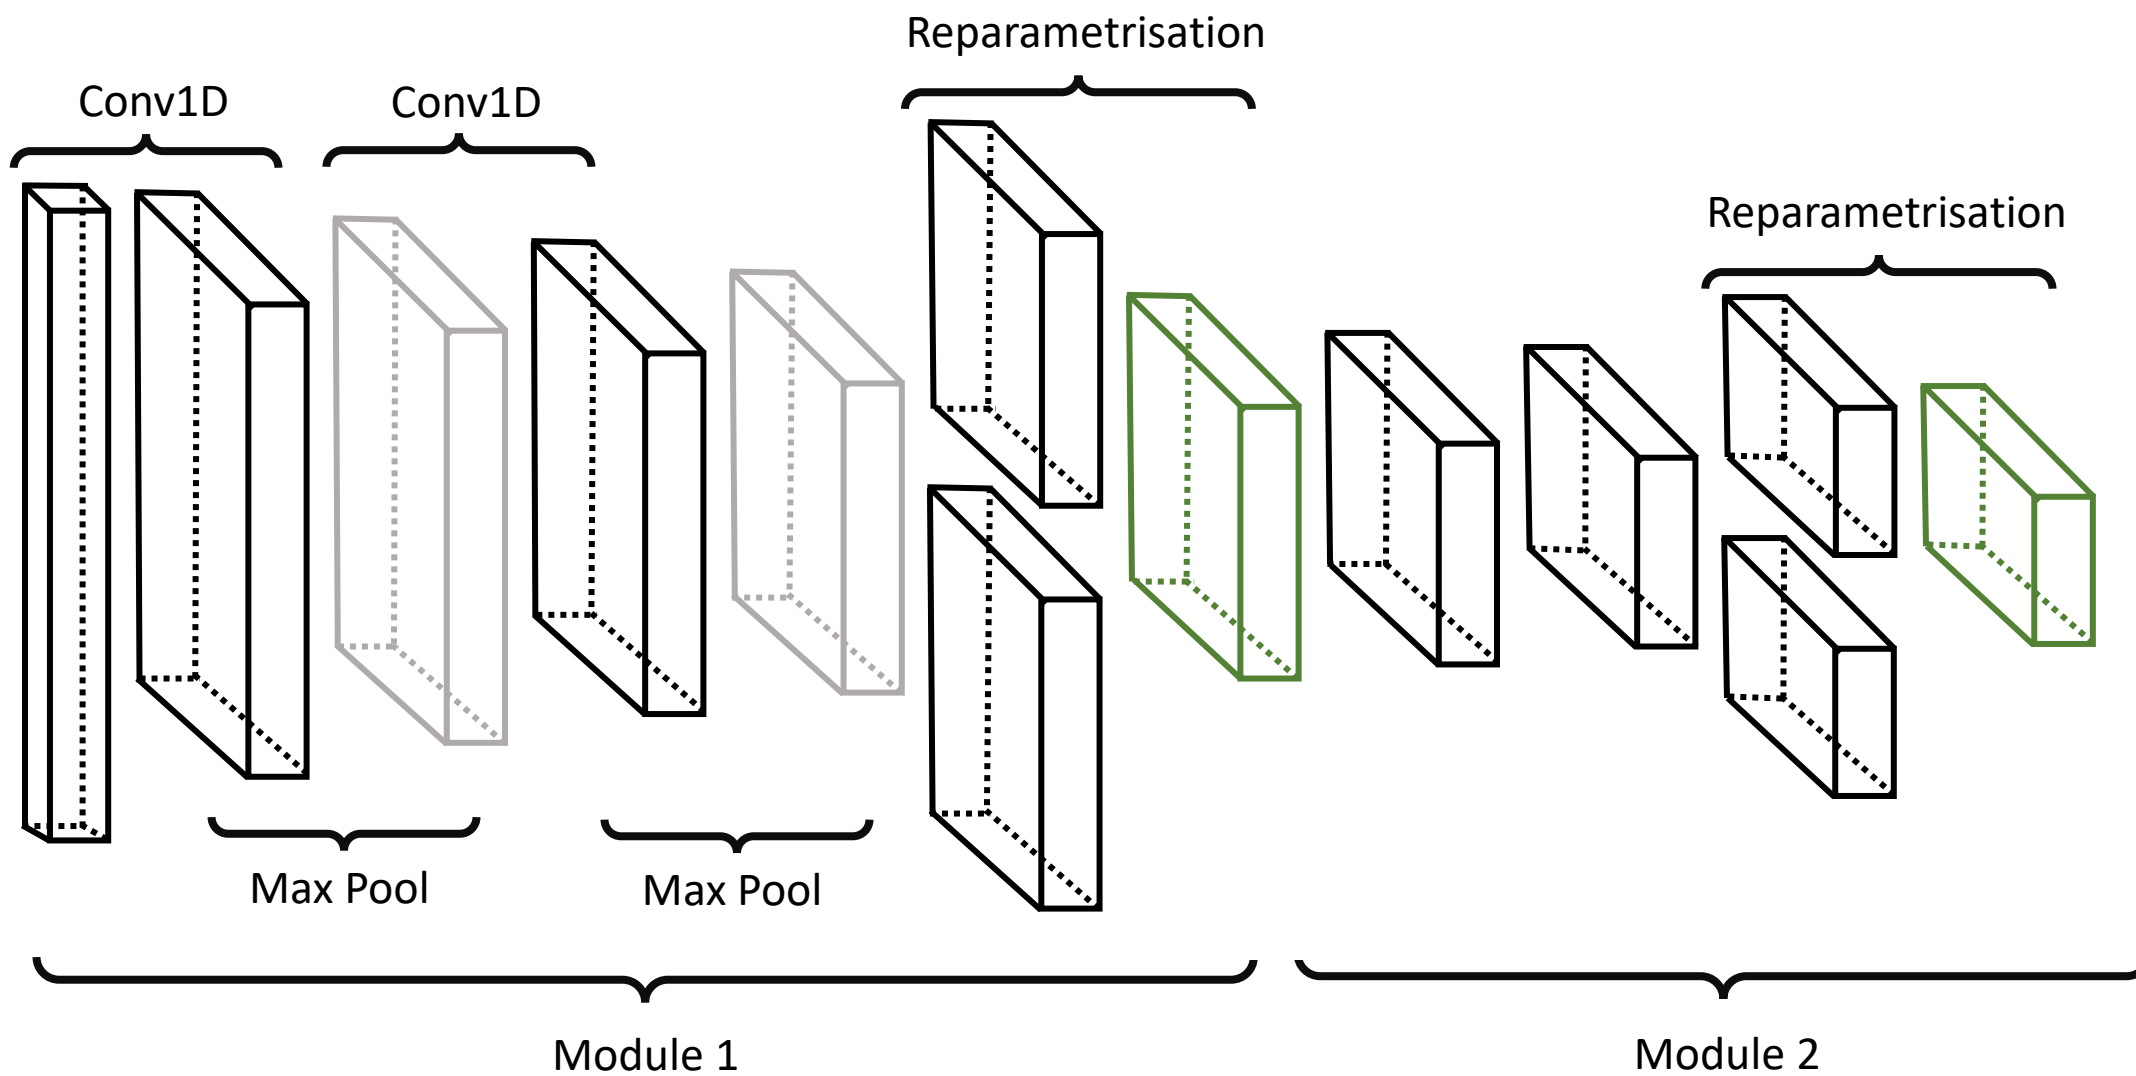 Reparametrisation
Conv1D
Conv1D
Reparametrisation
Max Pool
Max Pool
Module 1
Module 2